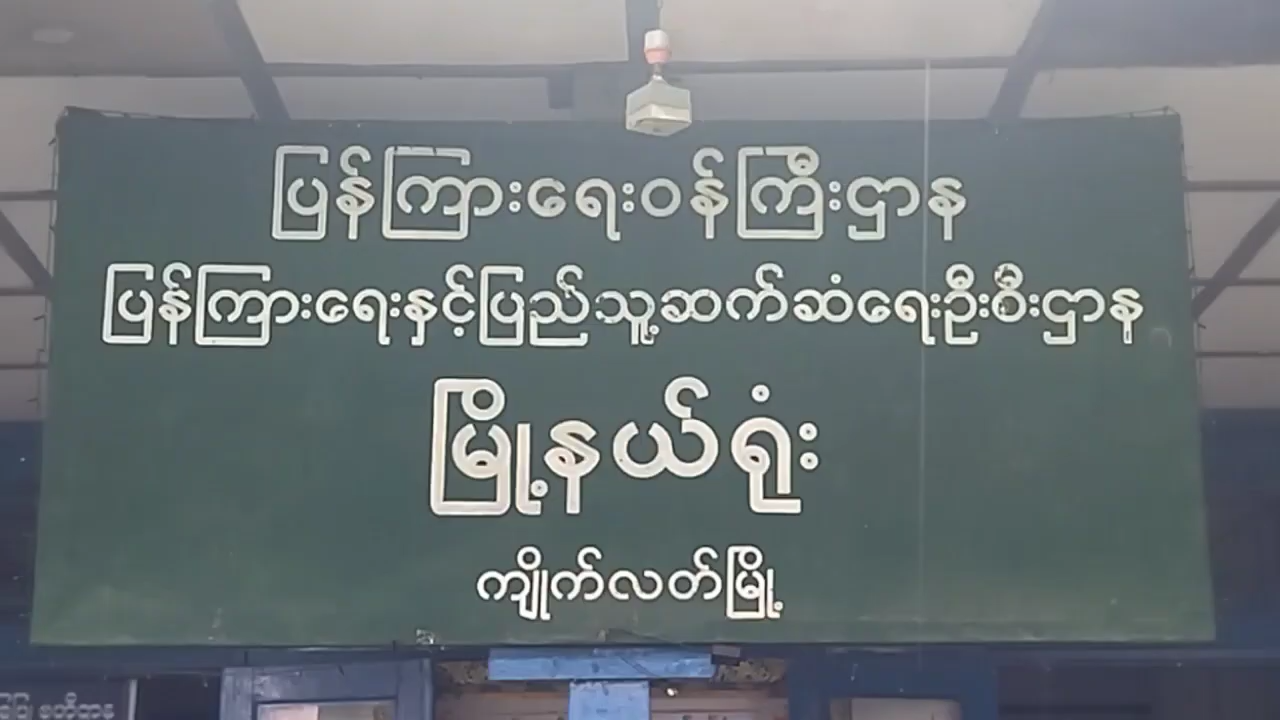 ပြန်ကြားရေးဝန်ကြီးဌာန
ပြန်ကြားရေးနှင့်ပြည်သူ့ဆက်ဆံရေးဦးစီးဌာန
မြို့နယ်ရုံး
ကျိုက်လတ်မြို့